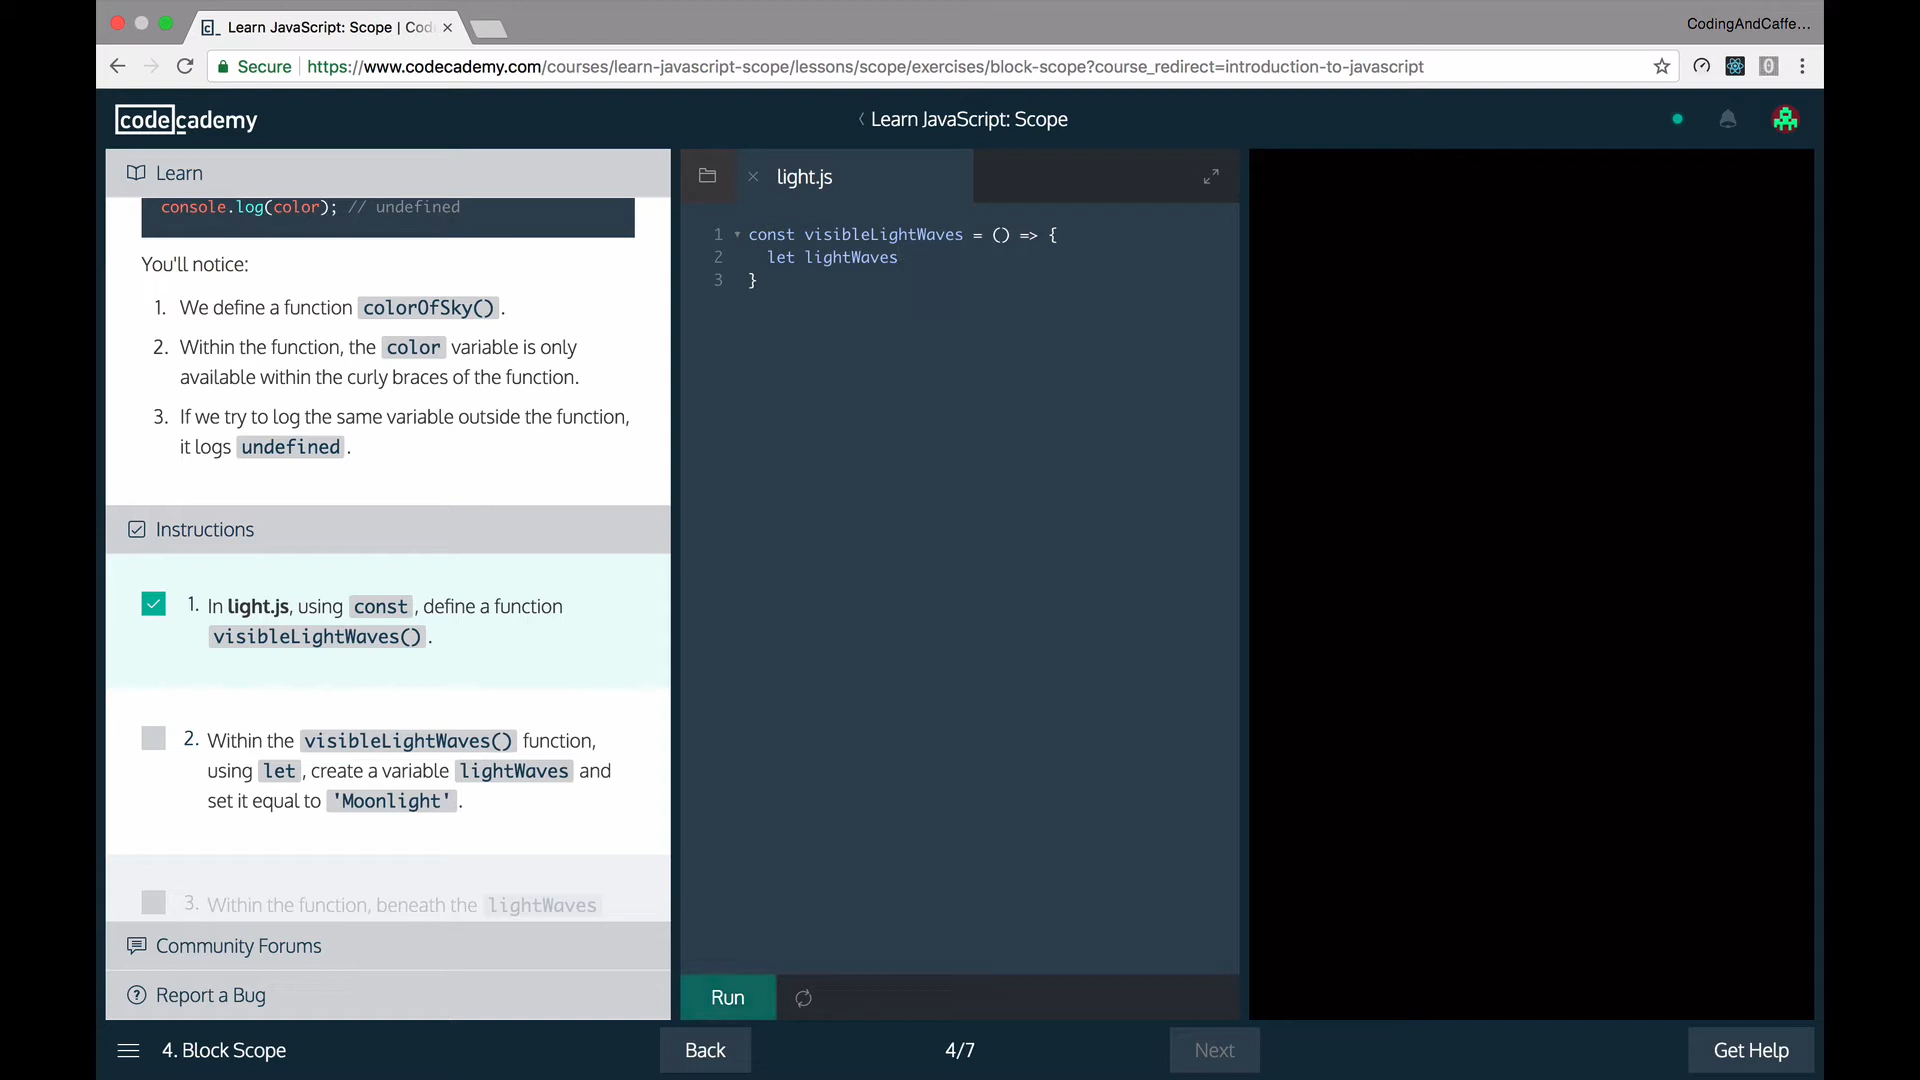 Learn JavaScript: Scope | Cod
CodingAndCaffe...
Secure https://www.codecademy.com/courses/learn-javascript-scope/lessons/scope/exercises/block-scope?course_redirect=introduction-to-javascript
codecademy
Learn JavaScript: Scope
Learn
console.log(color); // undefined
You'll notice:
1. We define a function colorOfSky().
2. Within the function, the color variable is only
available within the curly braces of the function.
3. If we try to log the same variable outside the function,
it logs undefined.
Instructions
1. In light.js, using const, define a function
visibleLightWaves().
2. Within the visibleLightWaves() function,
using let, create a variable lightWaves and
set it equal to 'Moonlight'.
3. Within the function, beneath the lightWaves
Community Forums
Report a Bug
light.js
1 const visibleLightWaves = () => {
2 let lightWaves
3 }
Run
4. Block Scope
Back
4/7
Next
Get Help